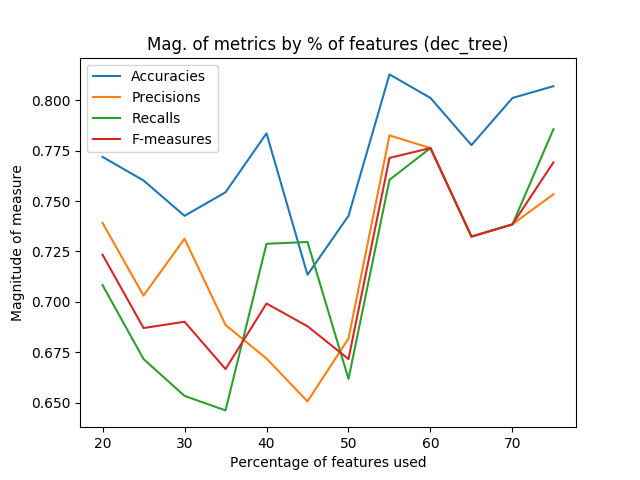 Mag. of metrics by % of features (dec_tree)
Accuracies
Precisions
Recalls
F-measures
0.800
0.775
0.750
0.725
0.700
0.675
0.650
Magnitude of measure
20 30 40 50 60 70
Percentage of features used